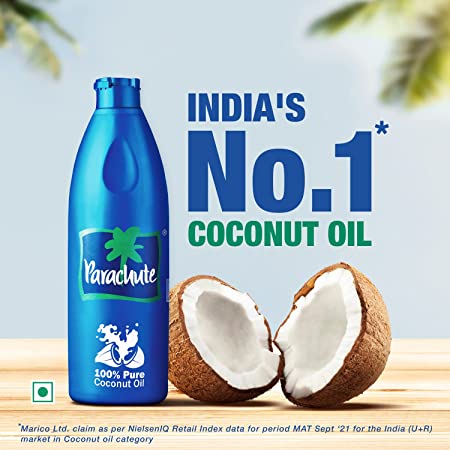 INDIA'S
No.1*
COCONUT OIL
Parachute®
100% Pure
Coconut Oil
*Marico Ltd. claim as per NielsenIQ Retail Index data for period MAT Sept '21 for the India (U+R)
market in Coconut oil category